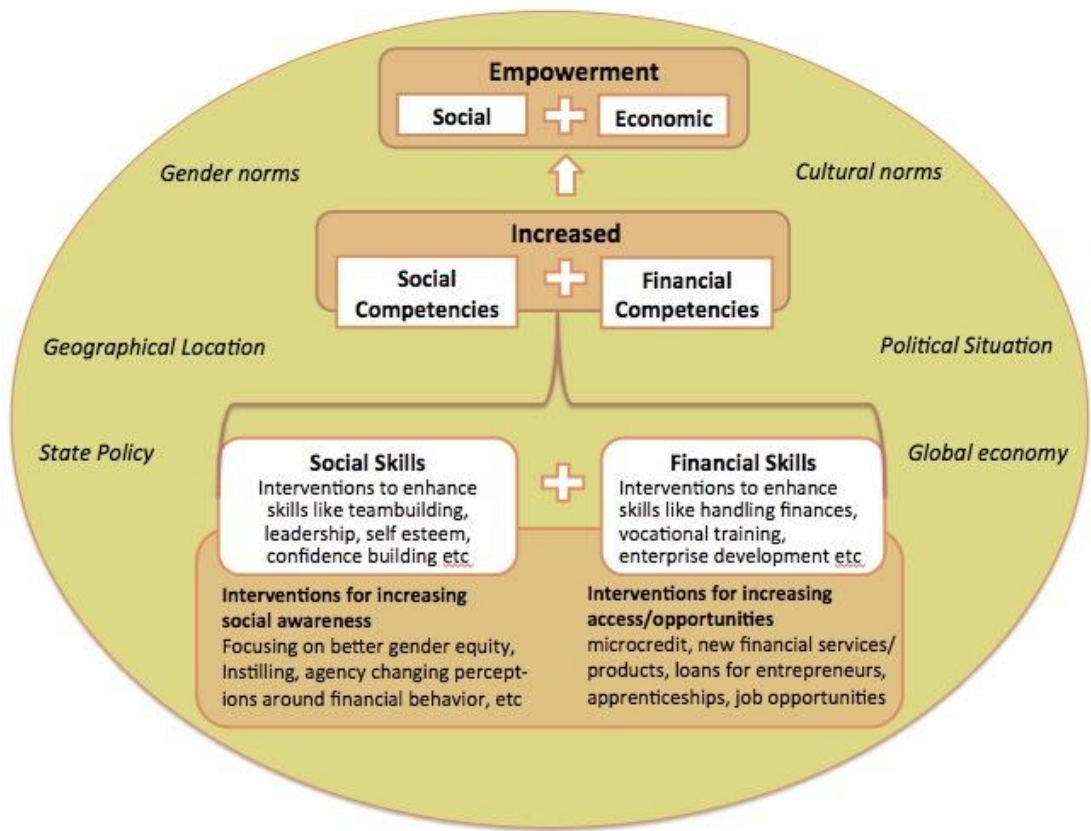 Empowerment
Social
Economic
Gender norms
Cultural norms
Increased
Social
Competencies
Financial
Competencies
Geographical Location
Political Situation
State Policy
Global economy
Social Skills
Interventions to enhance
skills like teambuilding,
leadership, self esteem,
confidence building etc
Financial Skills
Interventions to enhance
skills like handling finances,
vocational training,
enterprise development etc
Interventions for increasing
social awareness
Focusing on better gender equity,
Instilling, agency changing percept-
ions around financial behavior, etc
Interventions for increasing
access/opportunities
microcredit, new financial services/
products, loans for entrepreneurs,
apprenticeships, job opportunities